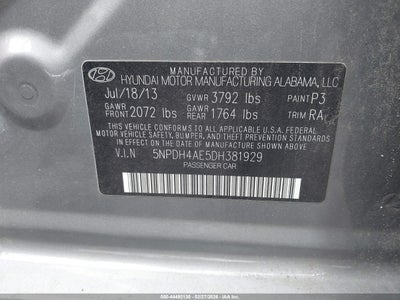 MANUFACTURED BY
HYUNDAI MOTOR MANUFACTURING ALABAMA, LLC
Jul/18/13 GVWR 3792 lbs PAINT P3
GAWR FRONT 2072 lbs GAWR REAR 1764 lbs TRIM RA
THIS VEHICLE CONFORMS TO ALL APPLICABLE U.S. FEDERAL
MOTOR VEHICLE SAFETY, BUMPER, AND THEFT PREVENTION
STANDARDS IN EFFECT ON THE DATE OF MANUFACTURE SHOWN ABOVE.
V.I.N 5NPDH4AE5DH381929
PASSENGER CAR